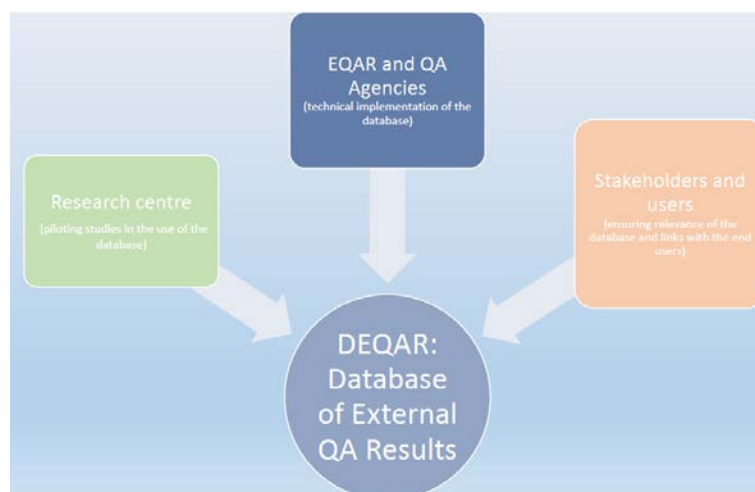 EQAR and QA
Agencies
(technical implementation of the
database)
Research centre
(piloting studies in the use of the
database)
Stakeholders and
users
(ensuring relevance of the
database and links with the end
users)
DEQAR:
Database
of External
QA Results